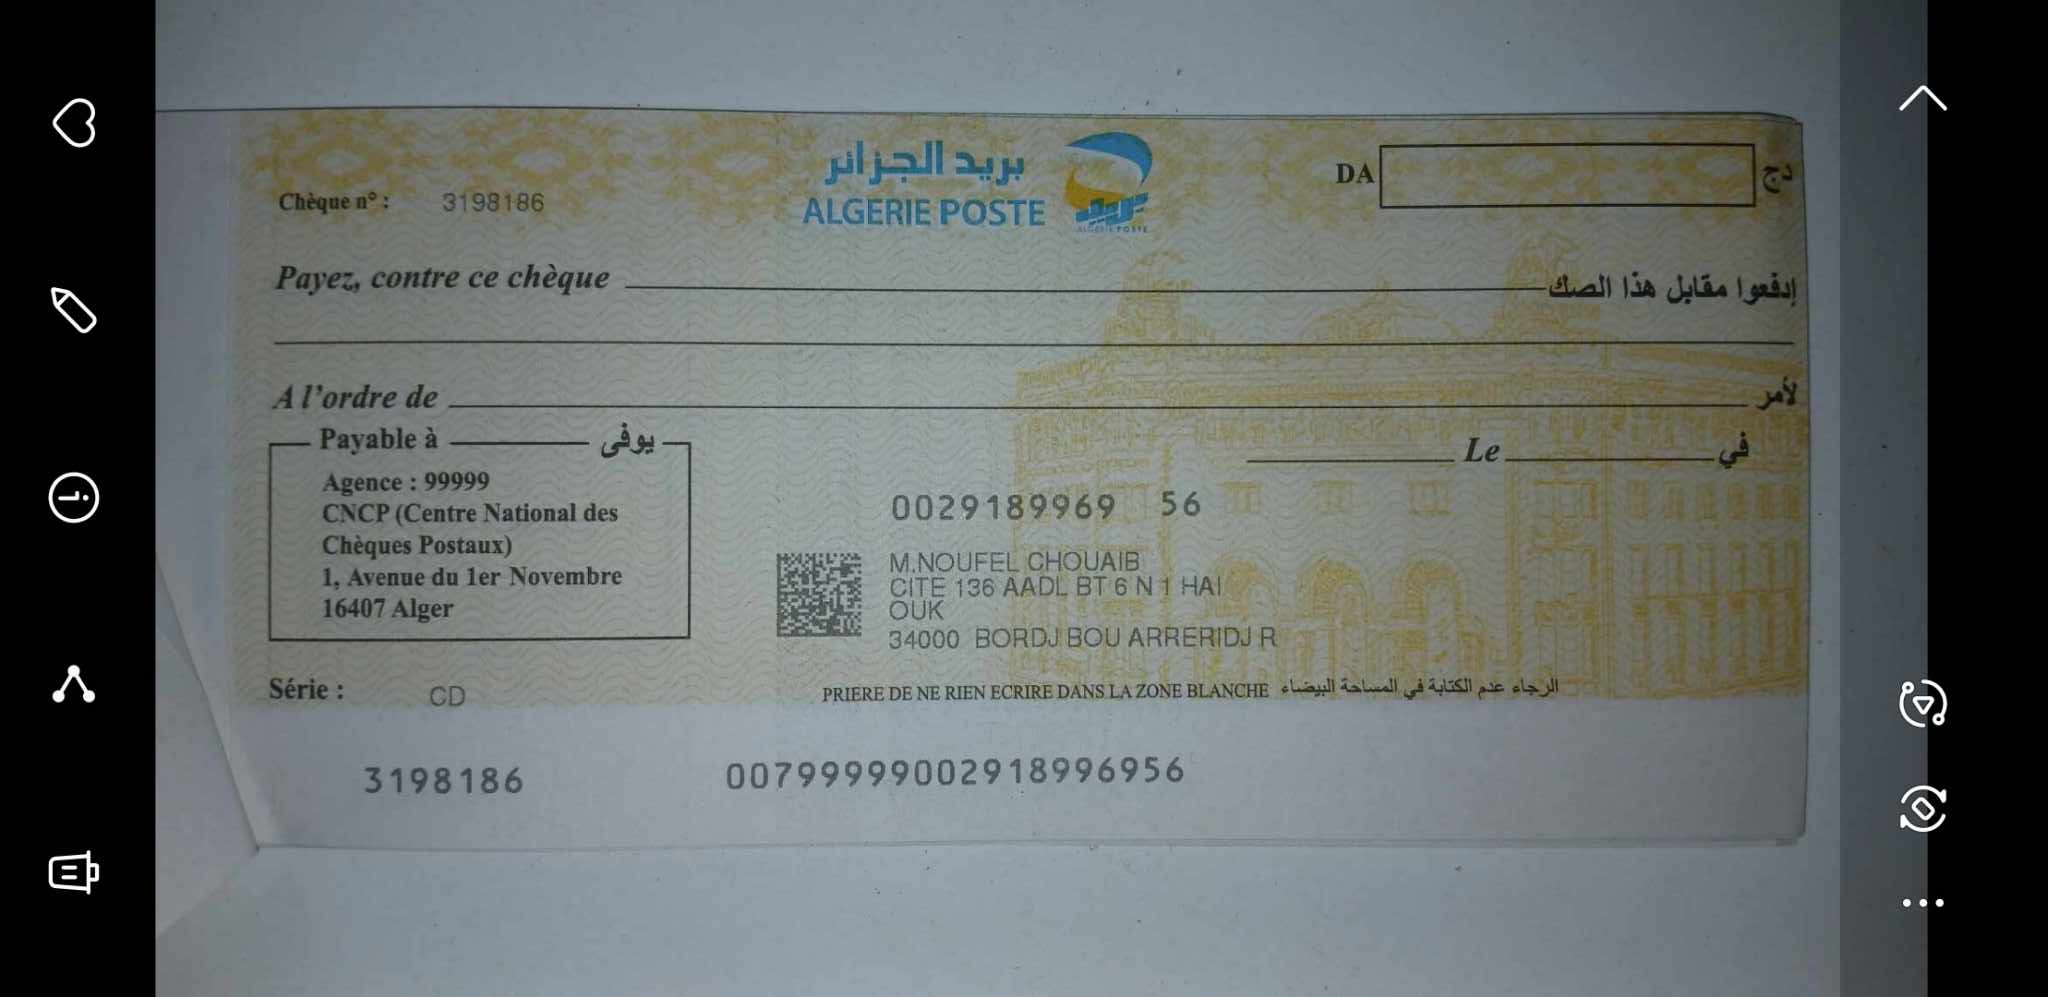 بريد الجزائر
ALGERIE POSTE
ALGERIE POSTE
Chèque n° : 3198186
DA دج
Payez, contre ce chèque إدفعوا مقابل هذا الصك
A l'ordre de لأمر
Payable à يوفى
Le في
Agence : 99999
CNCP (Centre National des
Chèques Postaux)
1, Avenue du 1er Novembre
16407 Alger
0029189969 56
M.NOUFEL CHOUAIB
CITE 136 AADL BT 6 N 1 HAI
OUK
34000 BORDJ BOU ARRERIDJ R
Série : CD
PRIERE DE NE RIEN ECRIRE DANS LA ZONE BLANCHE الرجاء عدم الكتابة في المساحة البيضاء
3198186 00799999002918996956